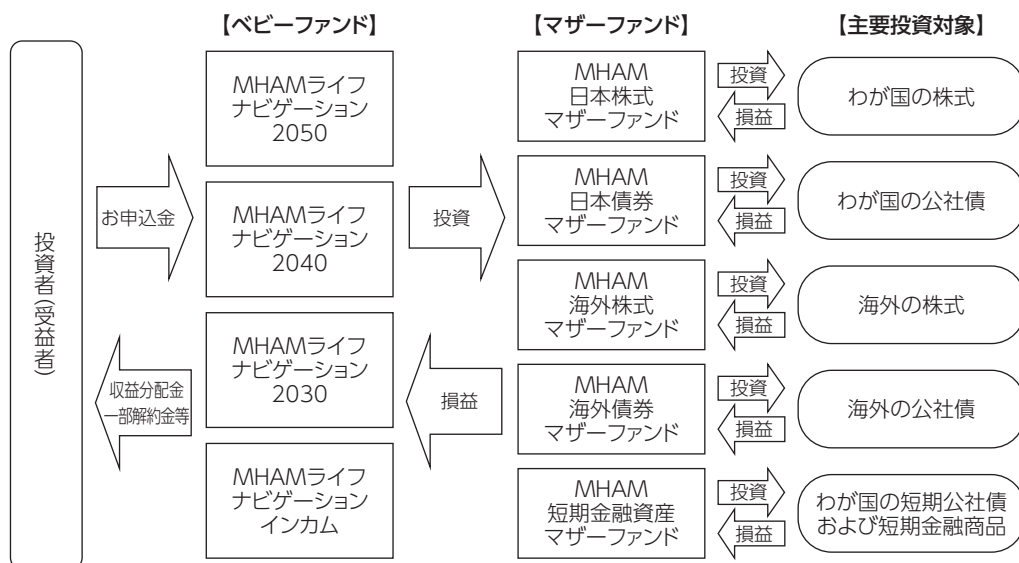 【ベビーファンド】
【マザーファンド】
【主要投資対象】
投資者(受益者)
お申込金
収益分配金
一部解約金等
MHAMライフ
ナビゲーション
2050
MHAMライフ
ナビゲーション
2040
MHAMライフ
ナビゲーション
2030
MHAMライフ
ナビゲーション
インカム
投資
損益
MHAM
日本株式
マザーファンド
投資
損益
わが国の株式
MHAM
日本債券
マザーファンド
投資
損益
わが国の公社債
MHAM
海外株式
マザーファンド
投資
損益
海外の株式
MHAM
海外債券
マザーファンド
投資
損益
海外の公社債
MHAM
短期金融資産
マザーファンド
投資
損益
わが国の短期公社債
および短期金融商品